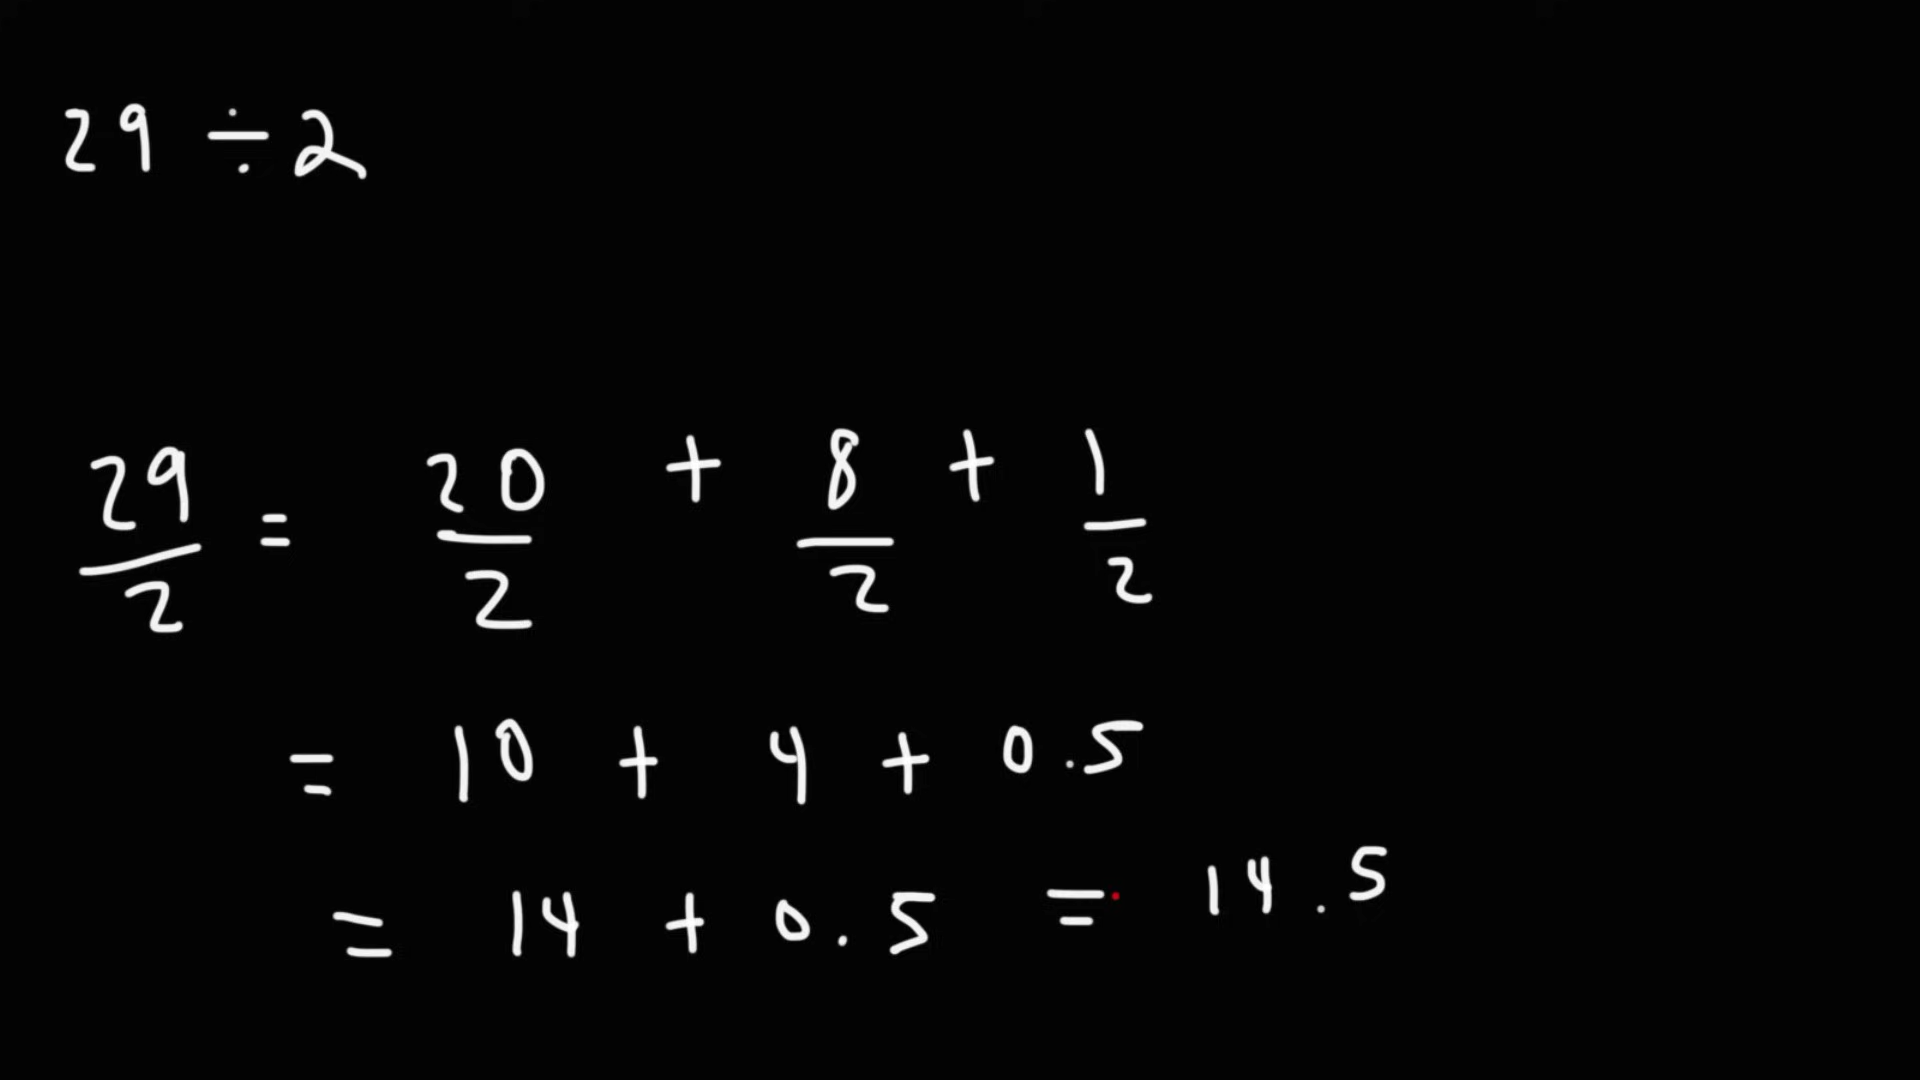 29 ÷ 2
29/2 = 20/2 + 8/2 + 1/2
= 10 + 4 + 0.5
= 14 + 0.5 = 14.5